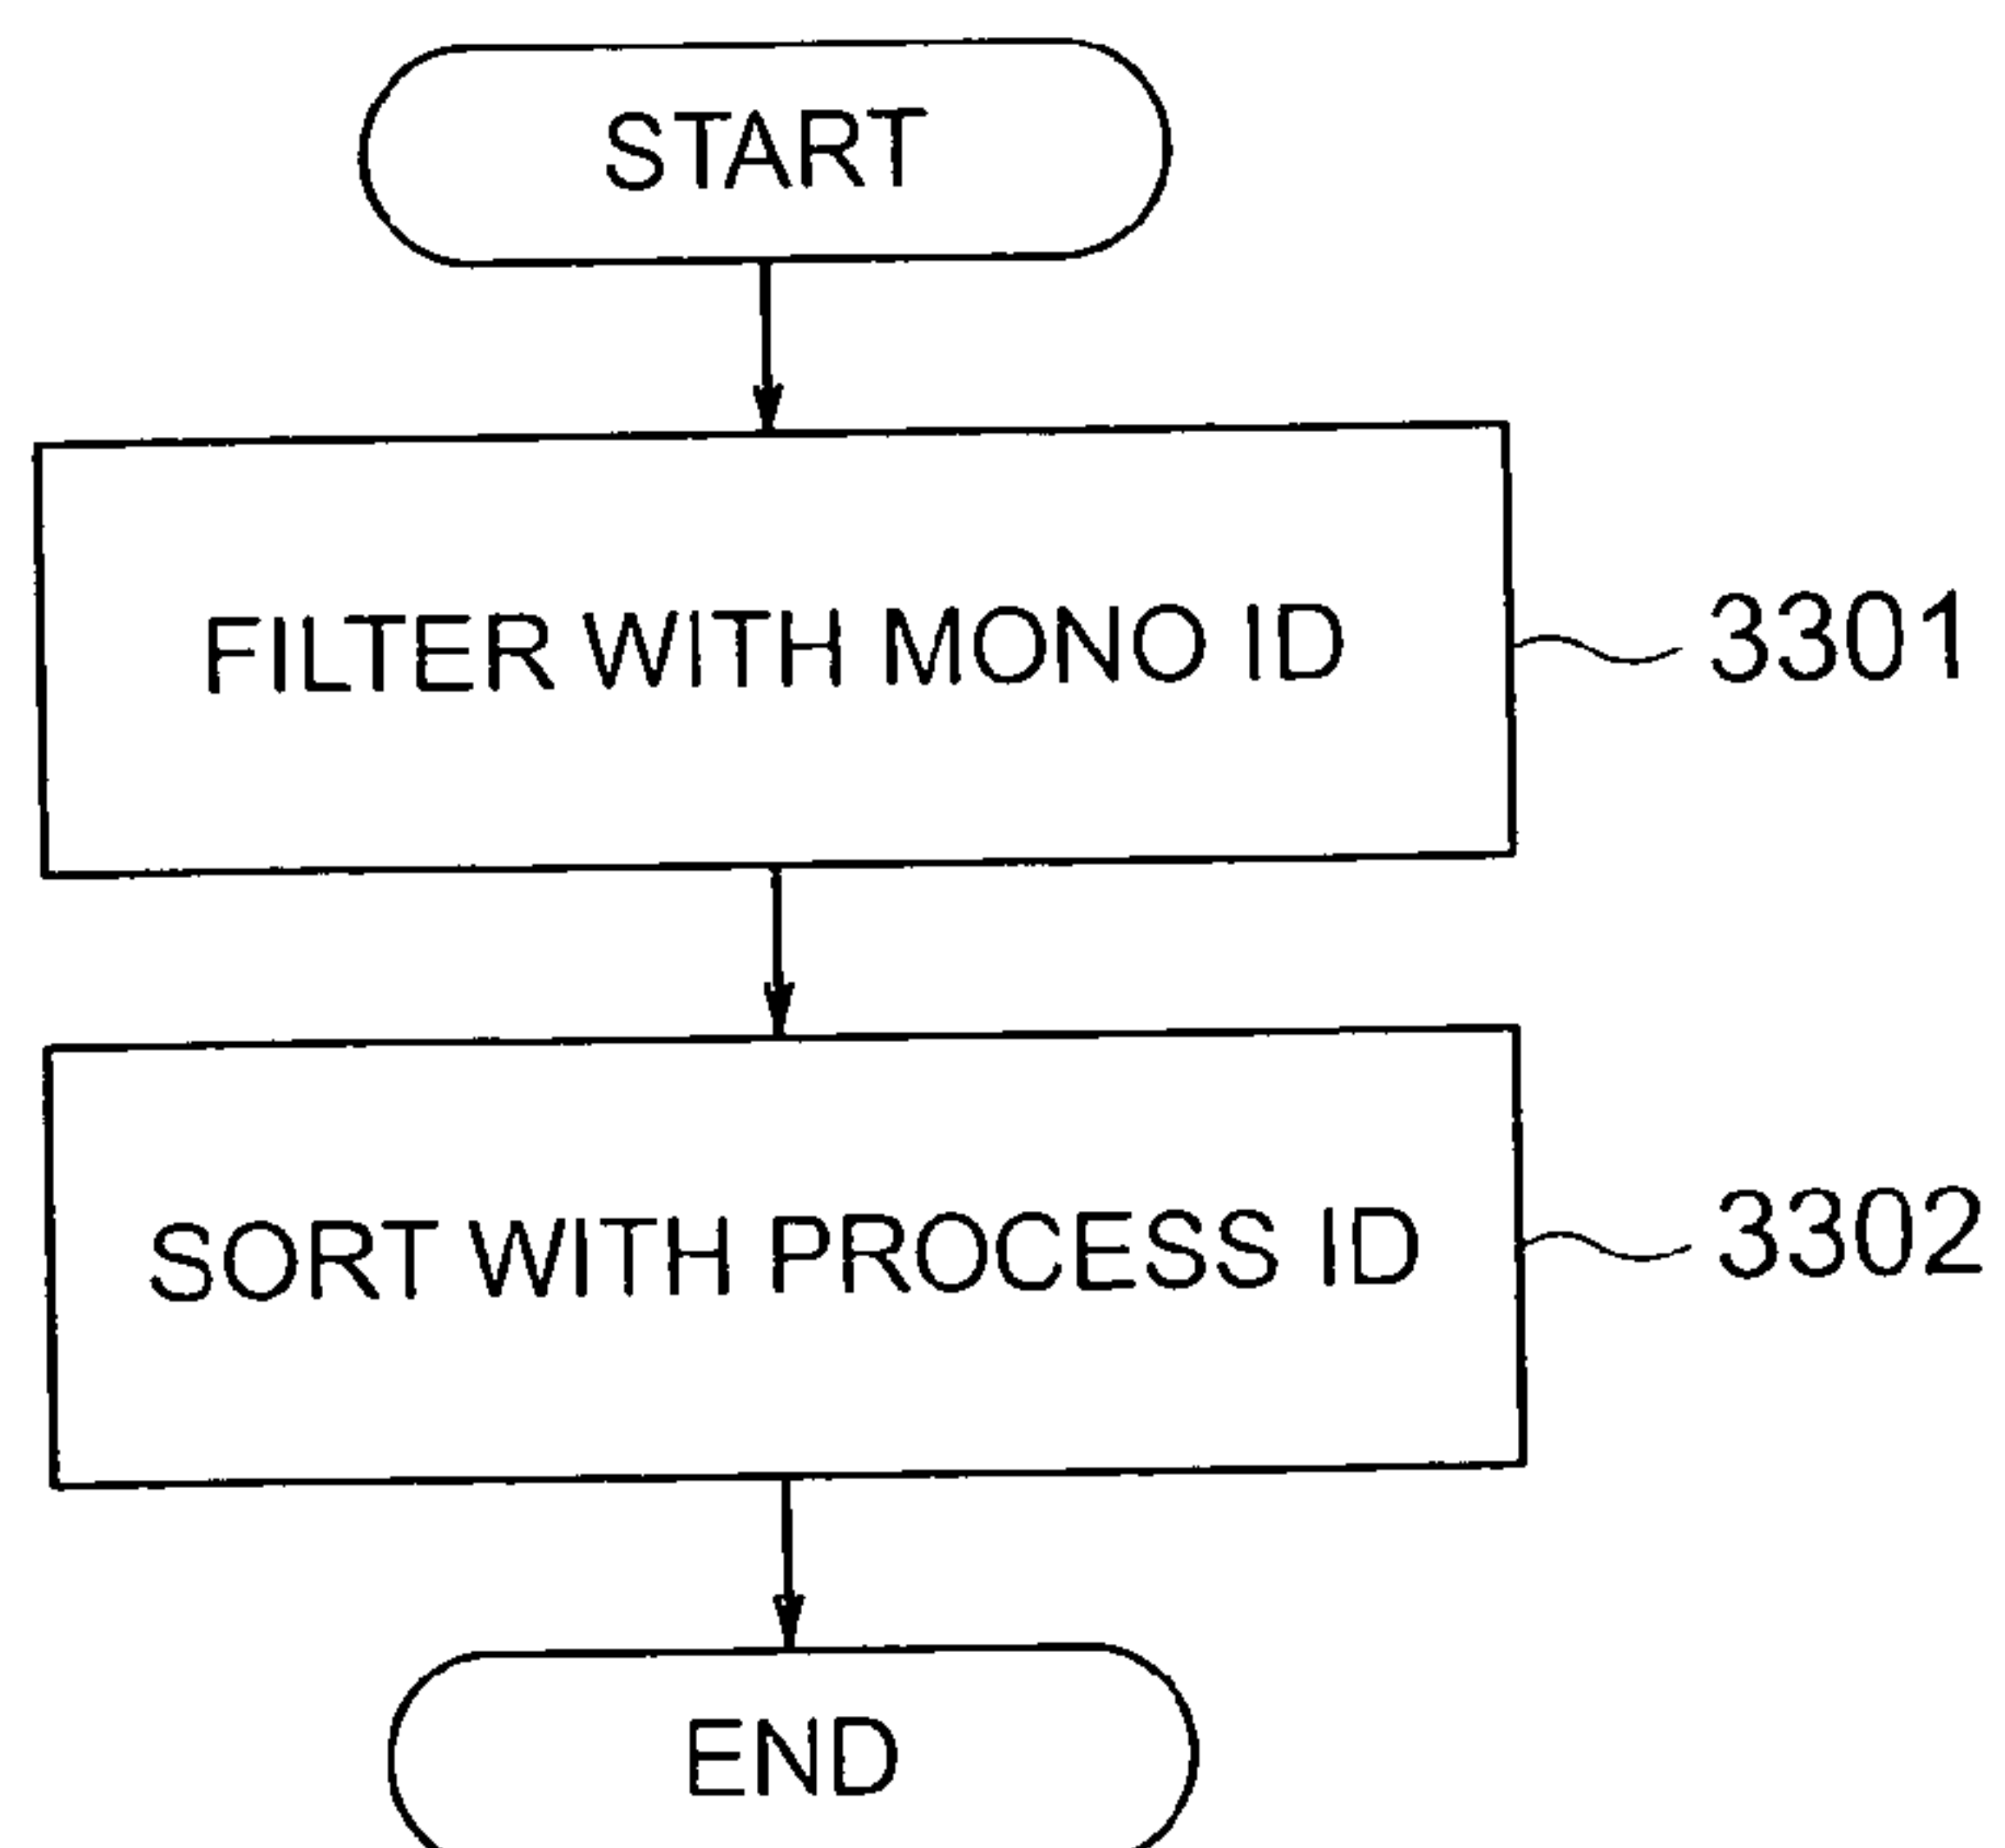 START
FILTER WITH MONO ID
3301
SORT WITH PROCESS ID
3302
END